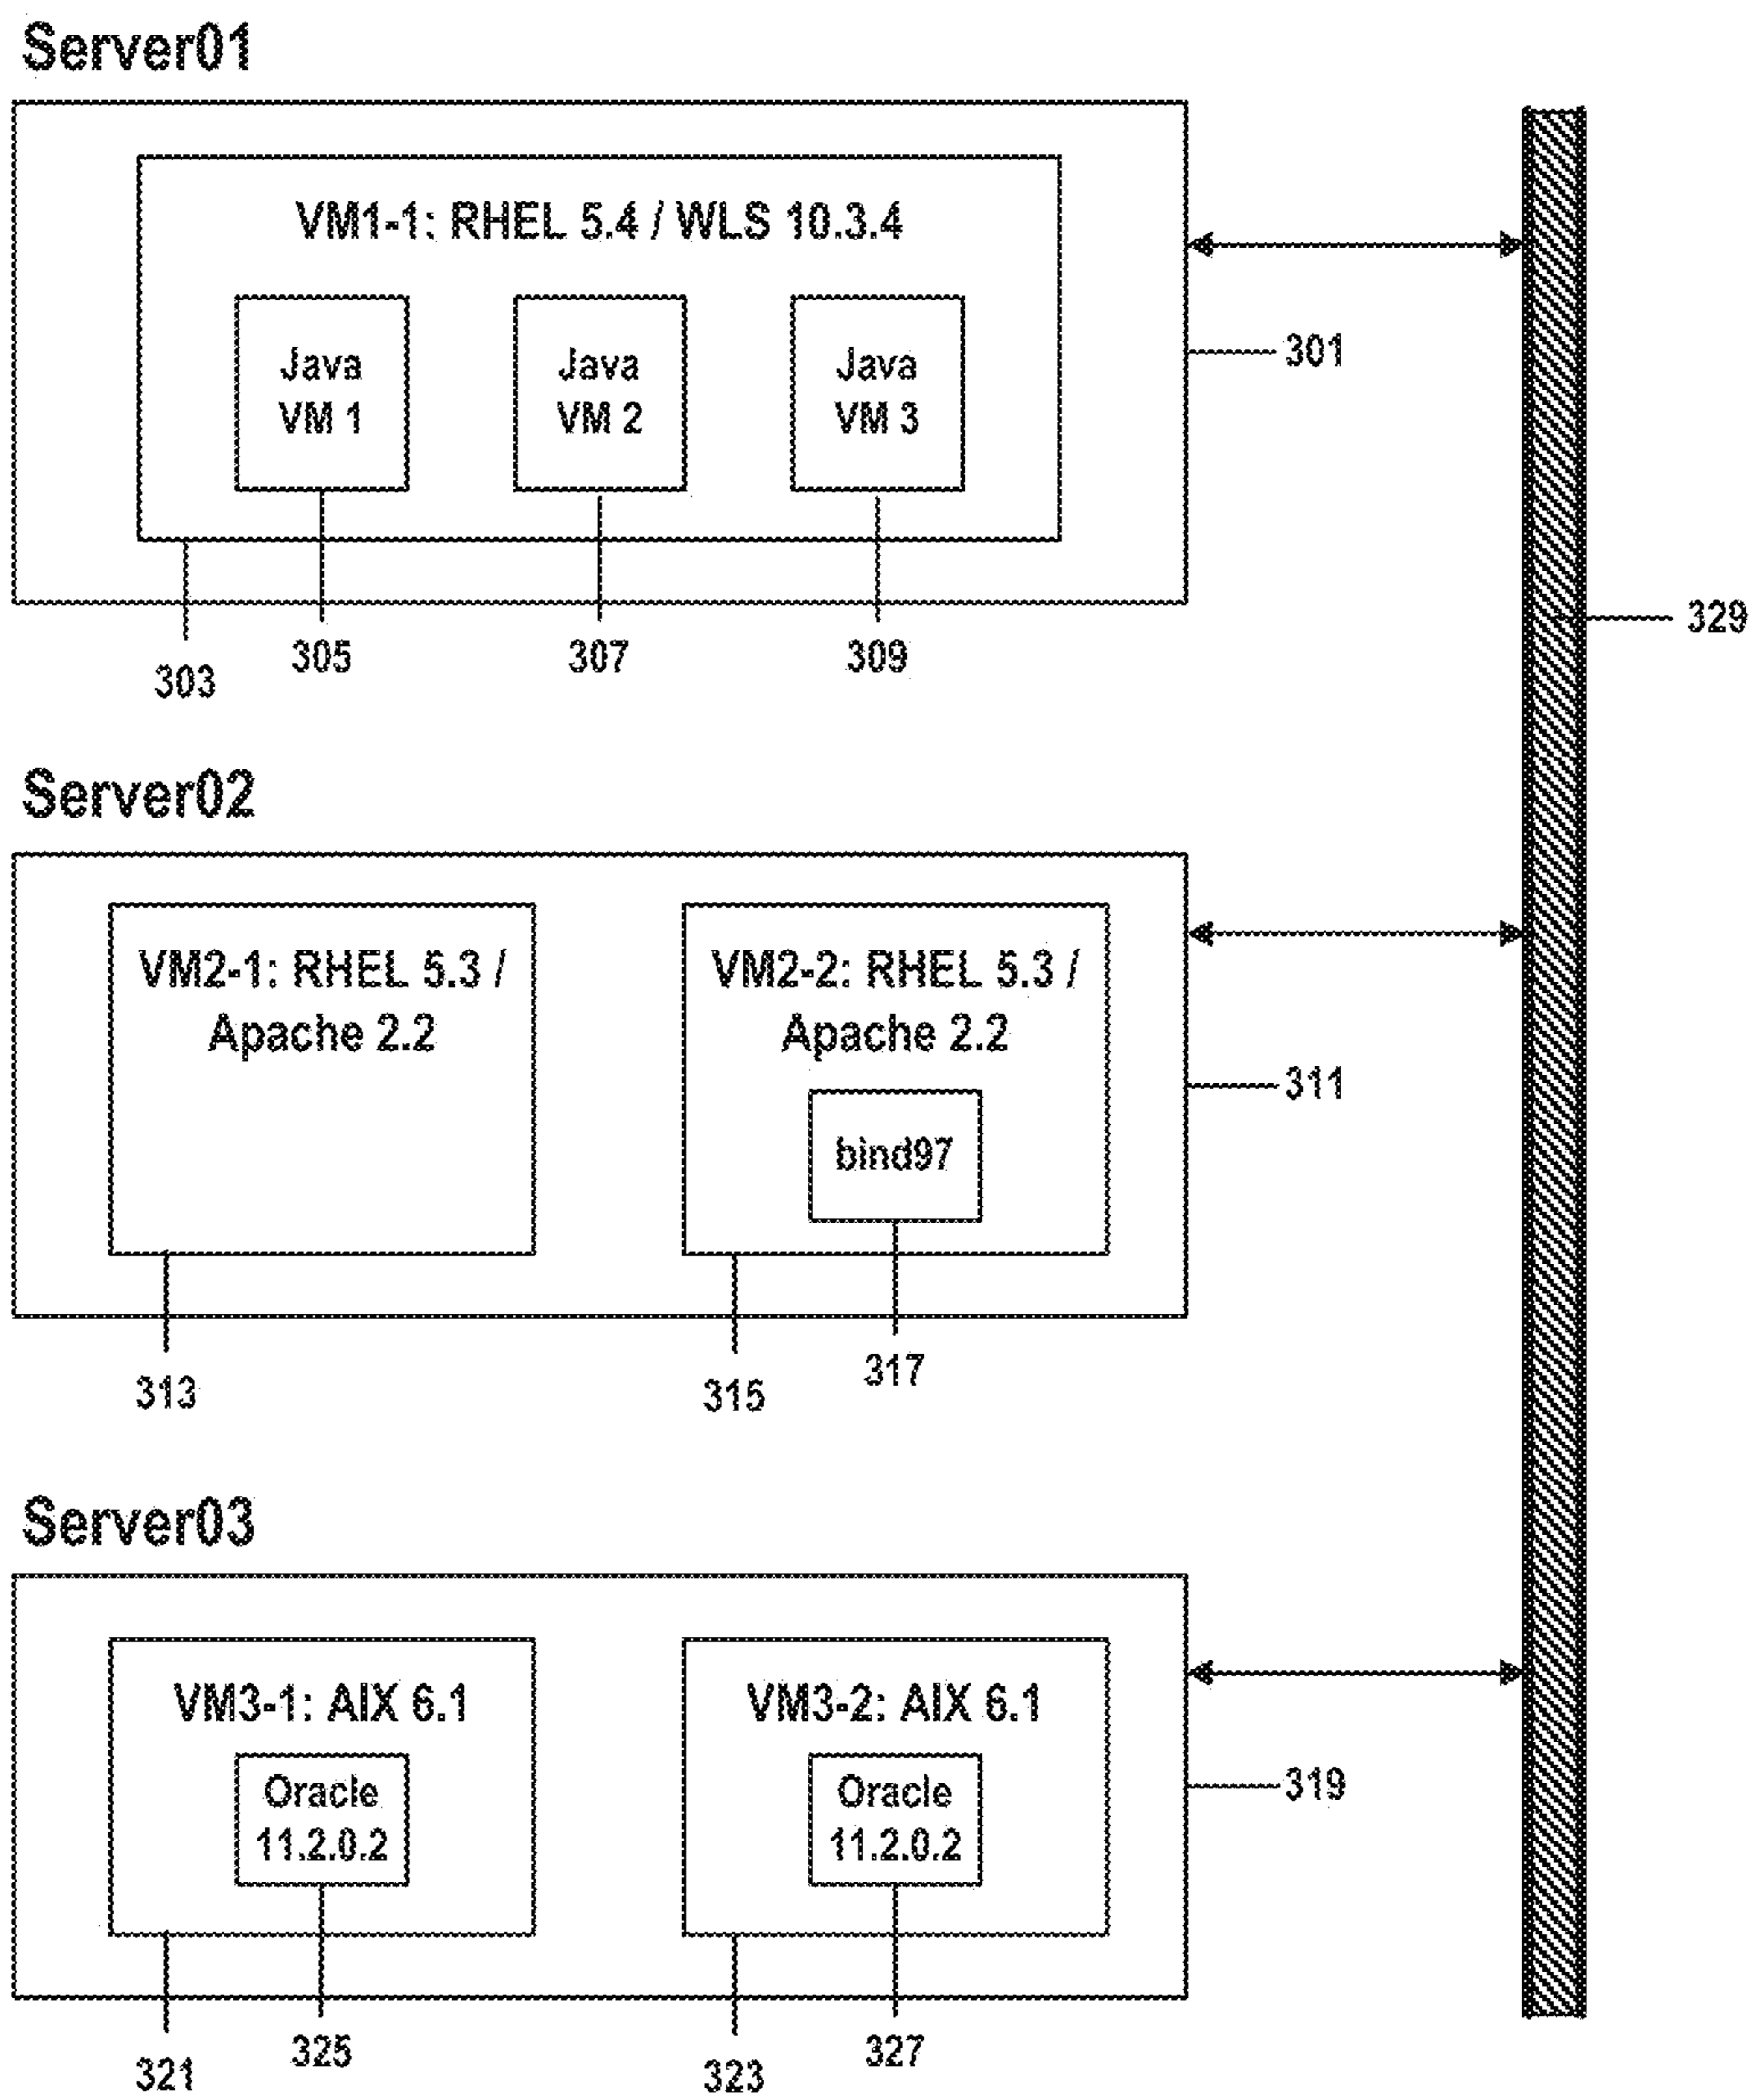 Server01
VM1-1: RHEL 5.4 / WLS 10.3.4
Java
VM 1
Java
VM 2
Java
VM 3
301
303
305
307
309
329
Server02
VM2-1: RHEL 5.3 /
Apache 2.2
VM2-2: RHEL 5.3 /
Apache 2.2
bind97
311
313
315
317
Server03
VM3-1: AIX 6.1
Oracle
11.2.0.2
VM3-2: AIX 6.1
Oracle
11.2.0.2
319
321
325
323
327